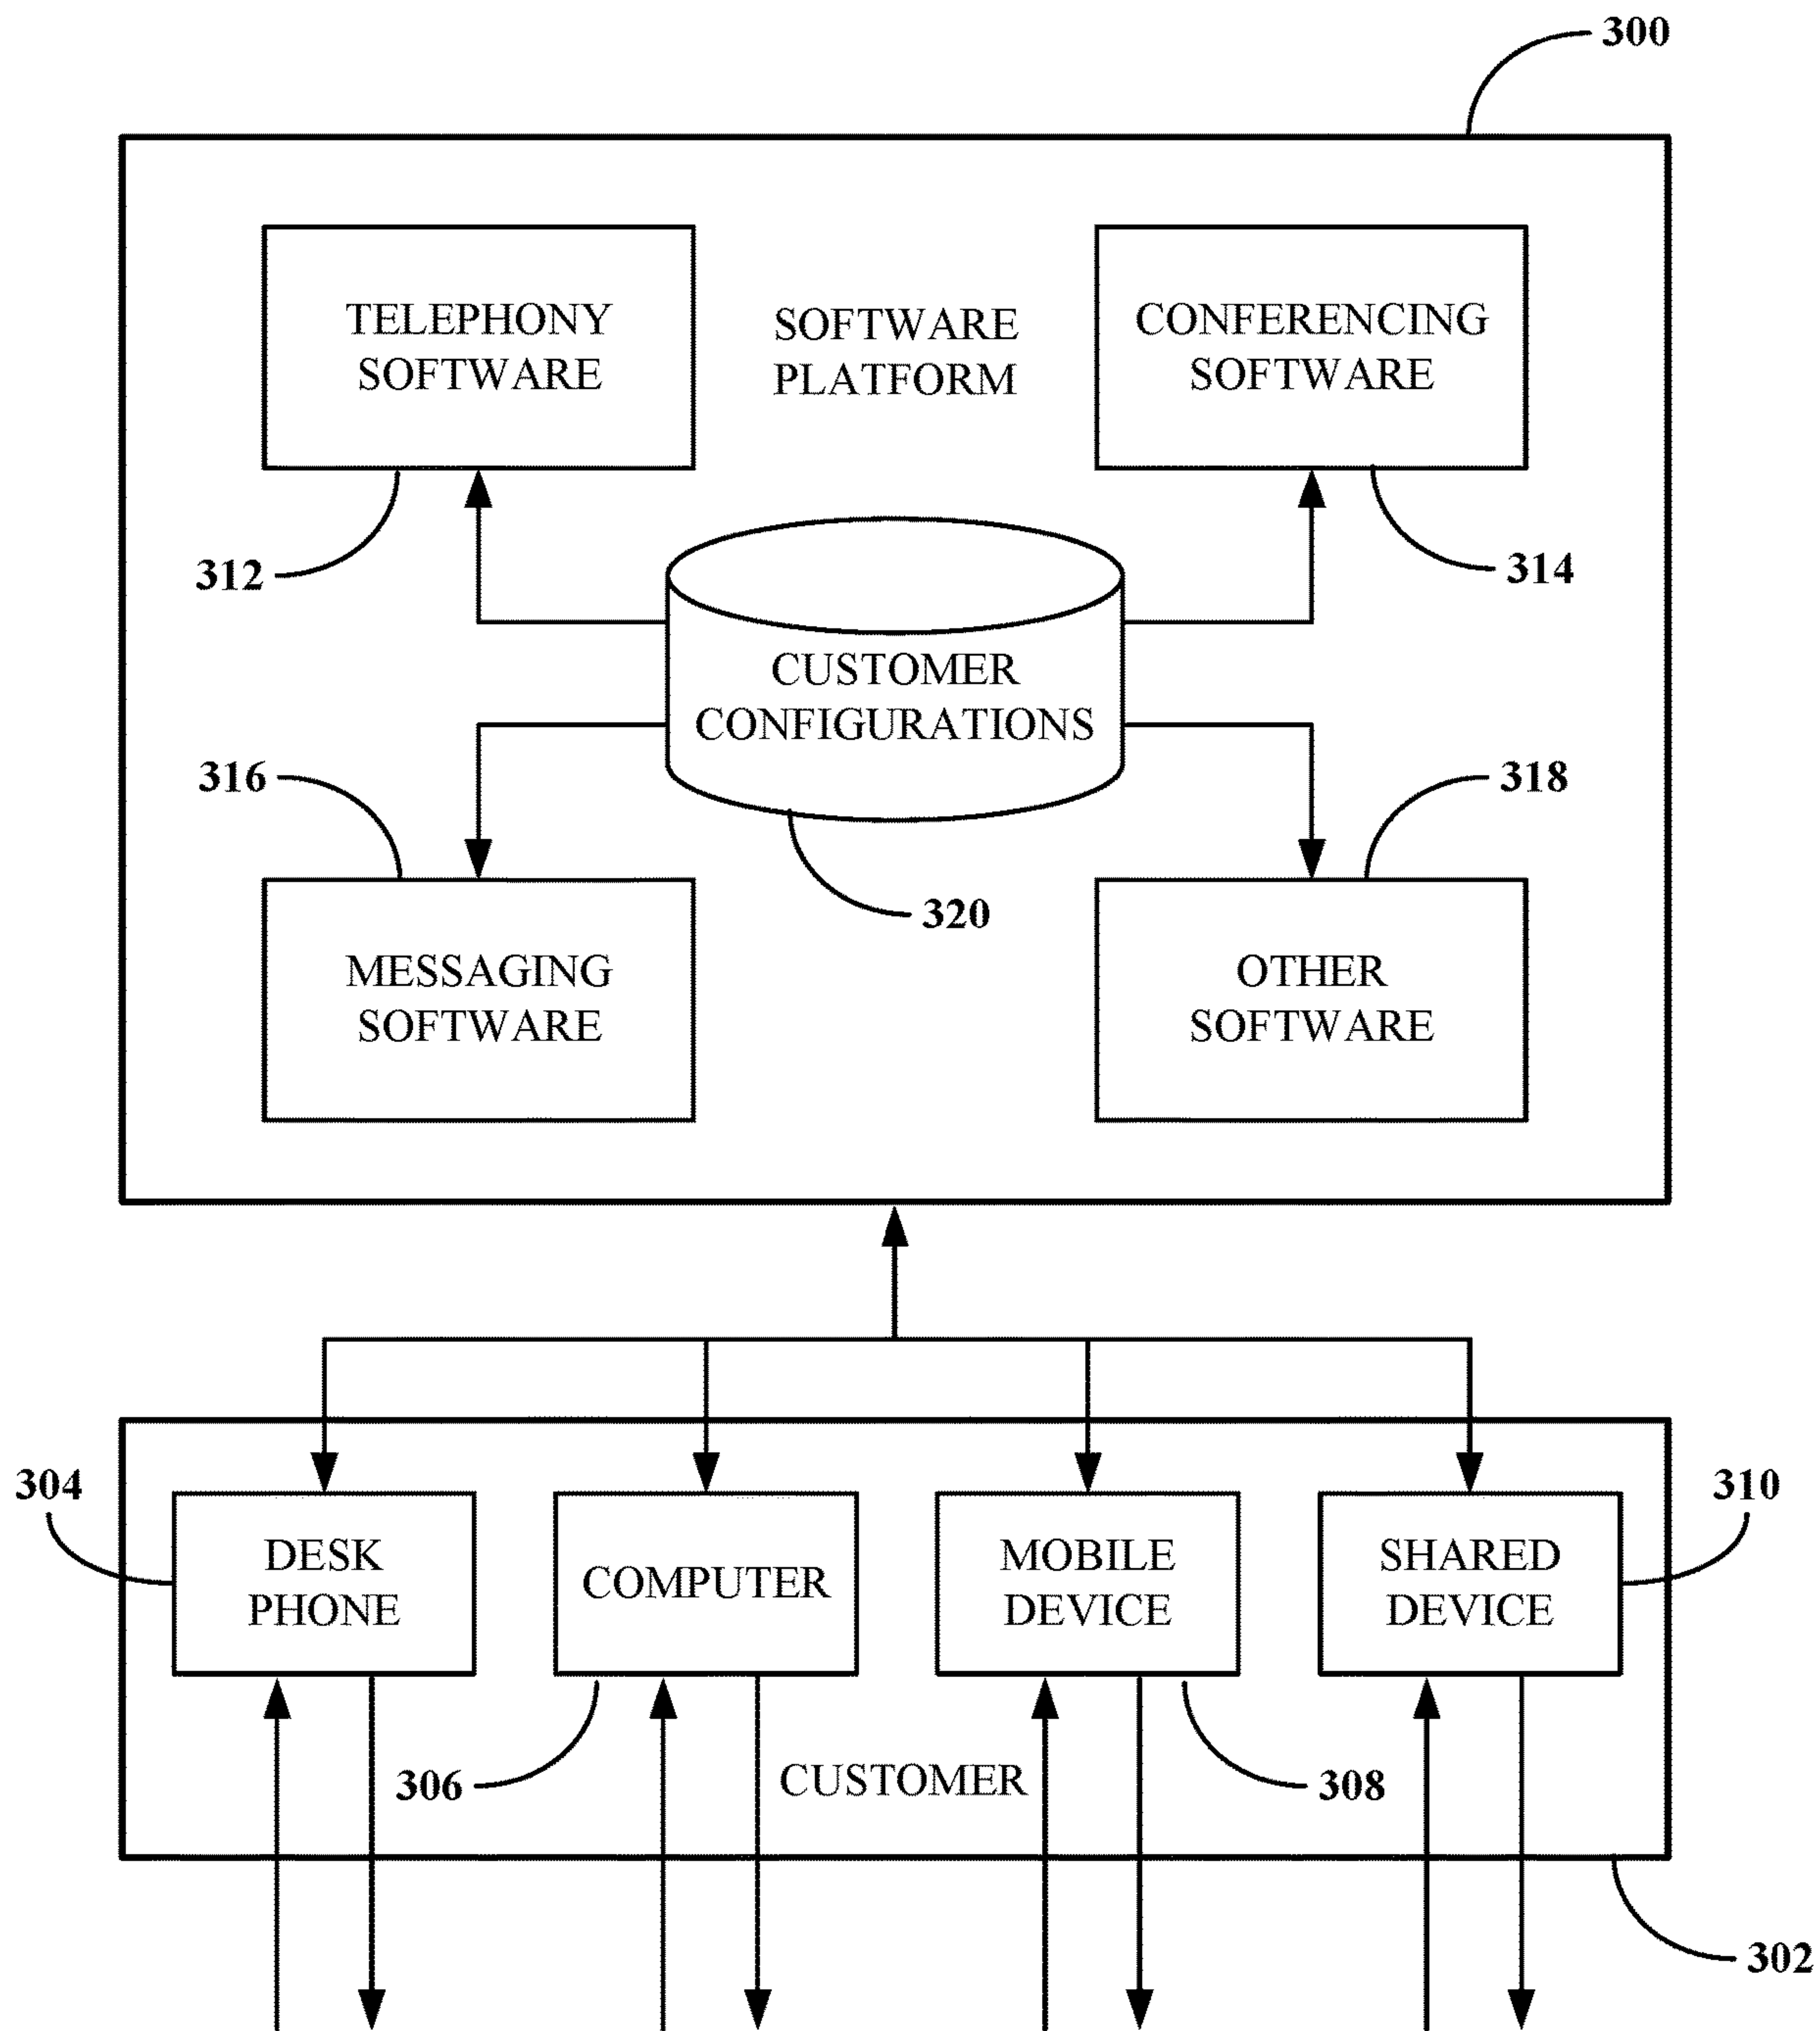 300
TELEPHONY
SOFTWARE
SOFTWARE
PLATFORM
CONFERENCING
SOFTWARE
312
314
CUSTOMER
CONFIGURATIONS
316
318
320
MESSAGING
SOFTWARE
OTHER
SOFTWARE
304
310
DESK
PHONE
COMPUTER
MOBILE
DEVICE
SHARED
DEVICE
306
CUSTOMER
308
302